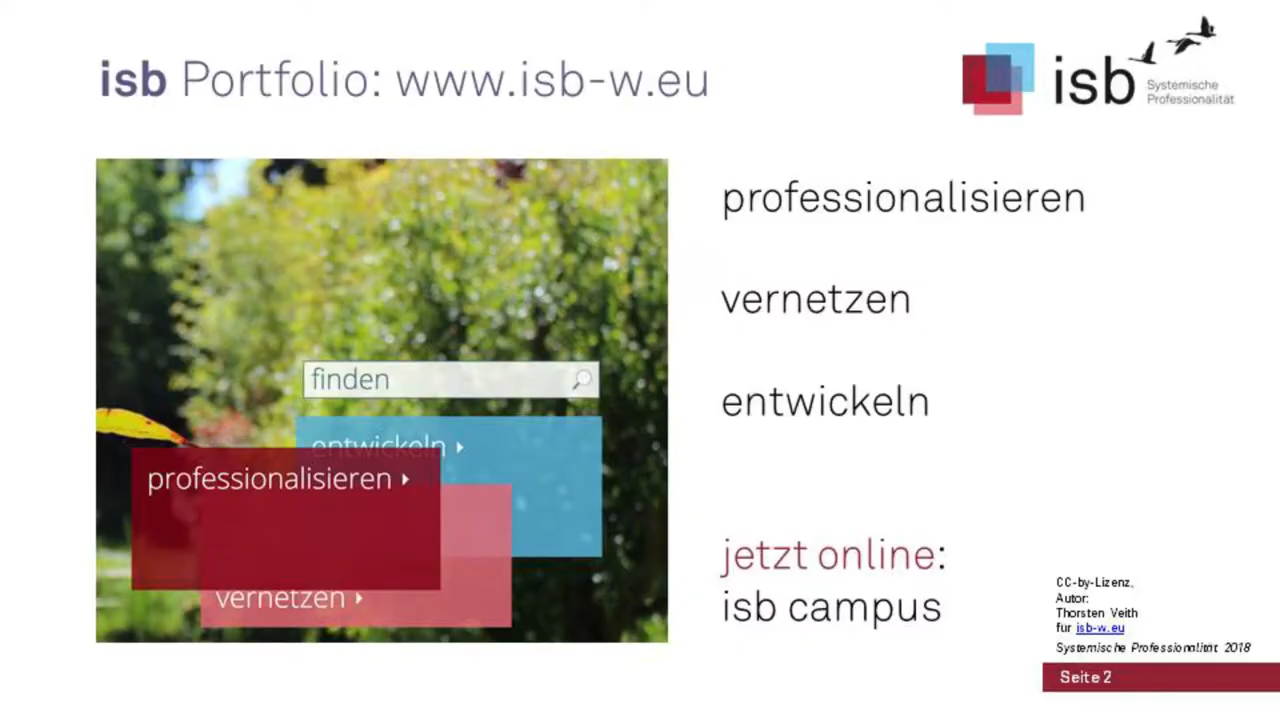 isb Portfolio: www.isb-w.eu
isb
Systemische
Professionalität
finden
entwickeln
professionalisieren
vernetzen
professionalisieren
vernetzen
entwickeln
jetzt online:
isb campus
CC-by-Lizenz,
Autor:
Thorsten Veith
für isb-w.eu
Systemische Professionalität 2018
Seite 2